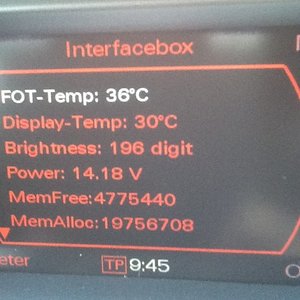 Interfacebox
FOT-Temp: 36°C
Display-Temp: 30°C
Brightness: 196 digit
Power: 14.18 V
MemFree:4775440
MemAlloc:19756708
eter
TP 9:45